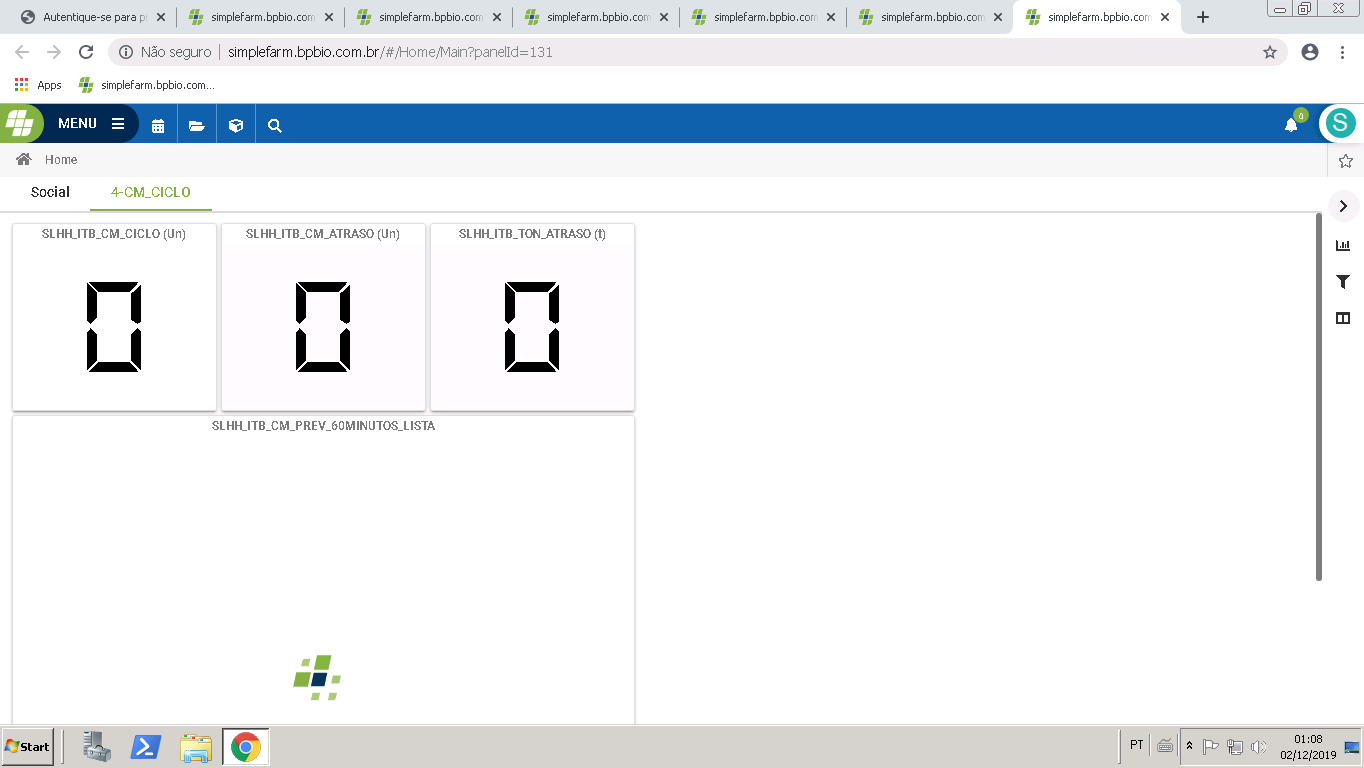 Autentique-se para p
simplefarm.bpbio.com
simplefarm.bpbio.com
simplefarm.bpbio.com
simplefarm.bpbio.com
simplefarm.bpbio.com
simplefarm.bpbio.com
Não seguro | simplefarm.bpbio.com.br/#/Home/Main?panelId=131
Apps simplefarm.bpbio.com...
MENU
0
S
Home
Social 4-CM_CICLO
SLHH_ITB_CM_CICLO (Un) SLHH_ITB_CM_ATRASO (Un) SLHH_ITB_TON_ATRASO (t)
0 0 0
SLHH_ITB_CM_PREV_60MINUTOS_LISTA
Start
PT
01:08
02/12/2019